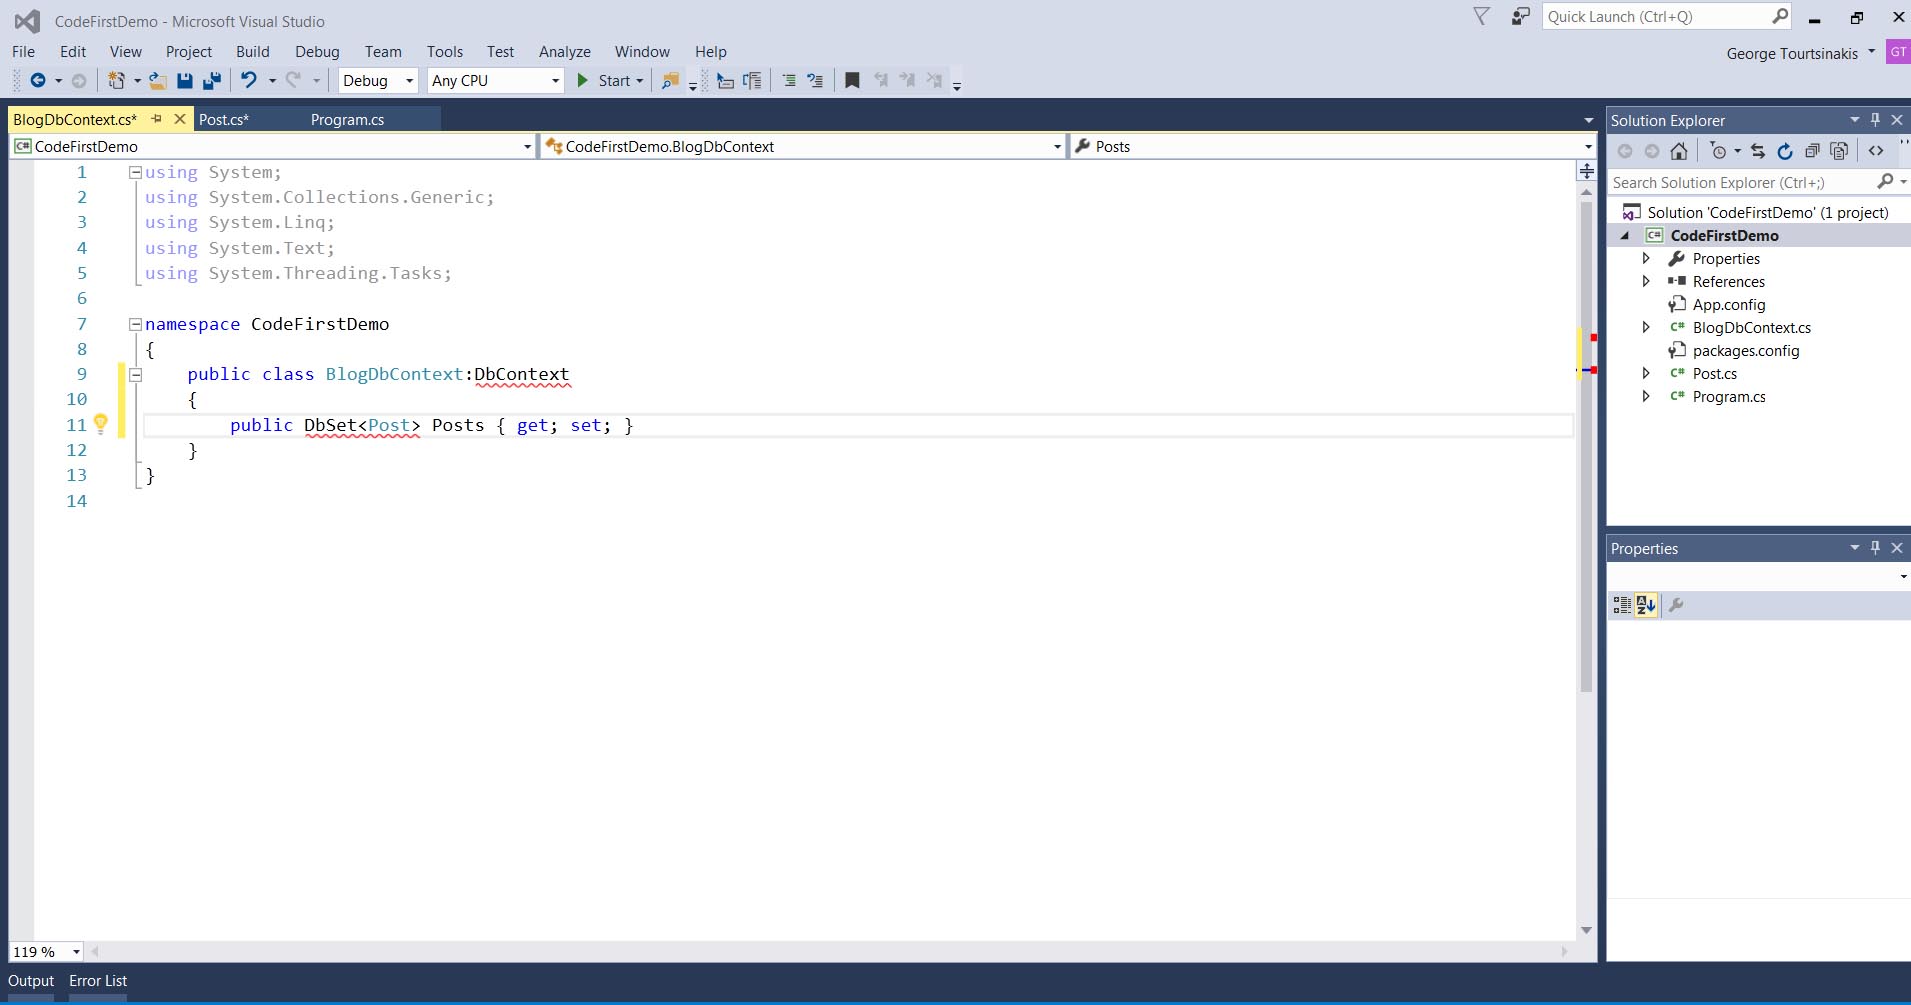 CodeFirstDemo - Microsoft Visual Studio
Quick Launch (Ctrl+Q)
File Edit View Project Build Debug Team Tools Test Analyze Window Help
George Tourtsinakis GT
Debug Any CPU Start
BlogDbContext.cs* Post.cs* Program.cs
CodeFirstDemo CodeFirstDemo.BlogDbContext Posts
1 using System;
2 using System.Collections.Generic;
3 using System.Linq;
4 using System.Text;
5 using System.Threading.Tasks;
6
7 namespace CodeFirstDemo
8 {
9 public class BlogDbContext:DbContext
10 {
11 public DbSet<Post> Posts { get; set; }
12 }
13 }
14
119 %
Output Error List
Solution Explorer
Search Solution Explorer (Ctrl+;)
Solution 'CodeFirstDemo' (1 project)
C# CodeFirstDemo
Properties
References
App.config
C# BlogDbContext.cs
packages.config
C# Post.cs
C# Program.cs
Properties